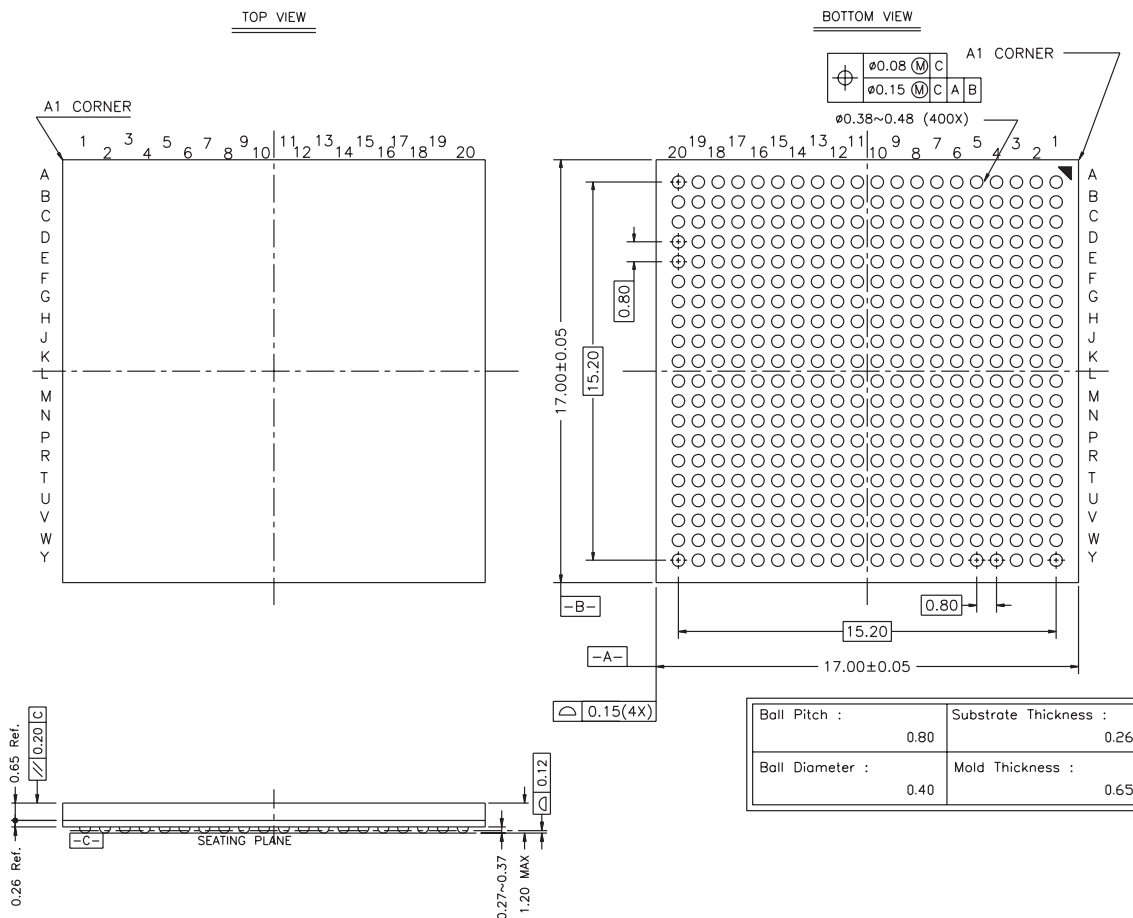 TOP VIEW
BOTTOM VIEW
A1 CORNER
A1 CORNER
ø0.08 Ⓜ C
ø0.15 Ⓜ C A B
ø0.38~0.48 (400X)
1 2 3 4 5 6 7 8 9 10 11 12 13 14 15 16 17 18 19 20
20 19 18 17 16 15 14 13 12 11 10 9 8 7 6 5 4 3 2 1
A
B
C
D
E
F
G
H
J
K
L
M
N
P
R
T
U
V
W
Y
A
B
C
D
E
F
G
H
J
K
L
M
N
P
R
T
U
V
W
Y
0.80
15.20
17.00±0.05
0.80
15.20
17.00±0.05
-B-
-A-
0.15(4X)
Ball Pitch :
0.80
Substrate Thickness :
0.26
Ball Diameter :
0.40
Mold Thickness :
0.65
0.65 Ref.
// 0.20 C
0.26 Ref.
-C-
SEATING PLANE
0.12
0.27~0.37
1.20 MAX